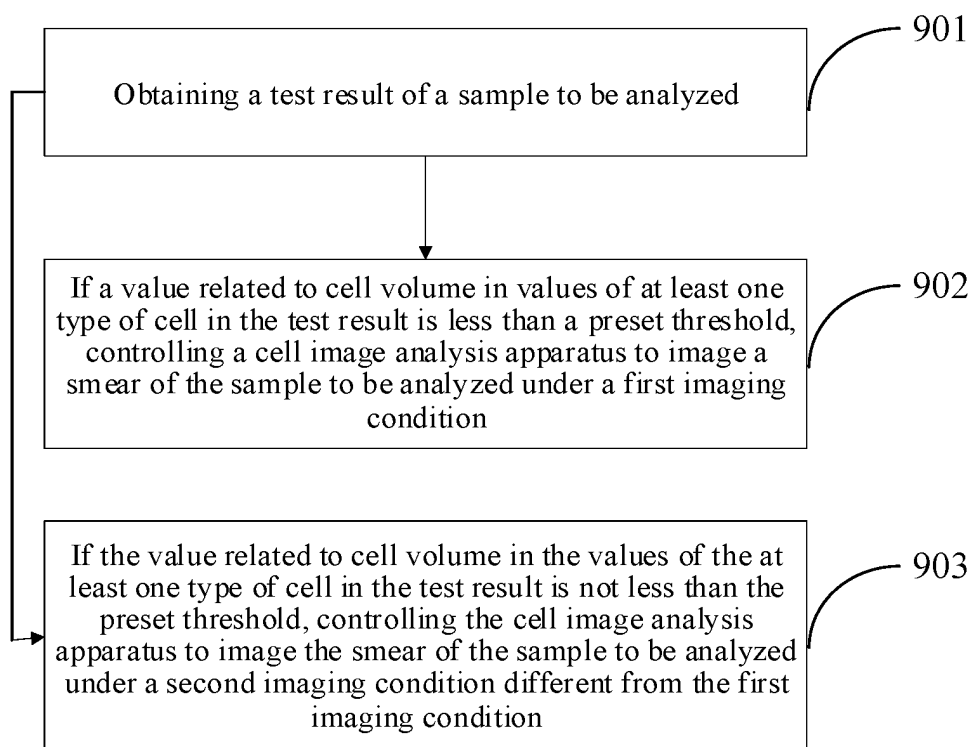 901
Obtaining a test result of a sample to be analyzed
902
If a value related to cell volume in values of at least one
type of cell in the test result is less than a preset threshold,
controlling a cell image analysis apparatus to image a
smear of the sample to be analyzed under a first imaging
condition
903
If the value related to cell volume in the values of the at
least one type of cell in the test result is not less than the
preset threshold, controlling the cell image analysis
apparatus to image the smear of the sample to be analyzed
under a second imaging condition different from the first
imaging condition